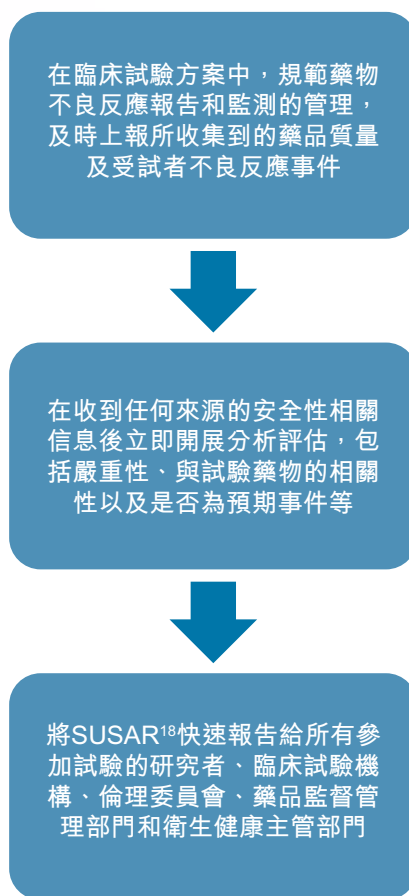 在臨床試驗方案中，規範藥物
不良反應報告和監測的管理，
及時上報所收集到的藥品質量
及受試者不良反應事件
在收到任何來源的安全性相關
信息後立即開展分析評估，包
括嚴重性、與試驗藥物的相關
性以及是否為預期事件等
將SUSAR¹⁸快速報告給所有參
加試驗的研究者、臨床試驗機
構、倫理委員會、藥品監督管
理部門和衛生健康主管部門